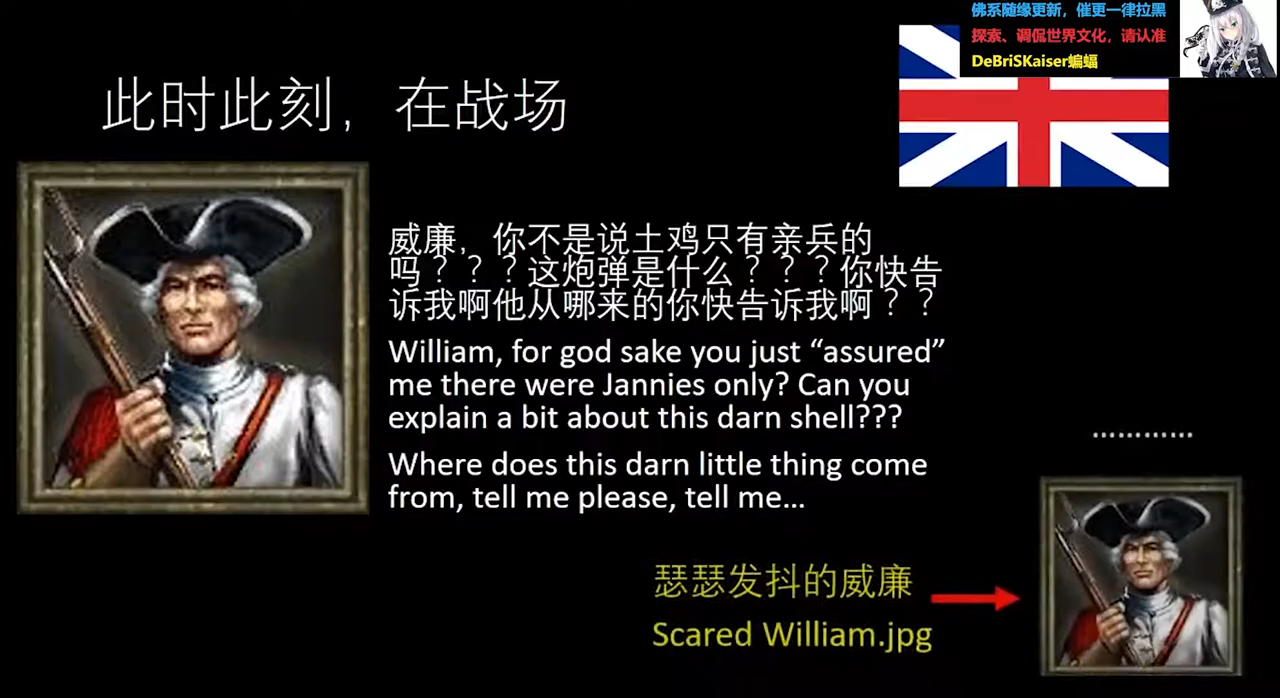 佛系随缘更新，催更一律拉黑
探索、调侃世界文化，请认准
DeBriSKaiser蝙蝠
此时此刻，在战场
威廉，你不是说土鸡只有亲兵的
吗？？？这炮弹是什么？？？你快告
诉我啊他从哪来的你快告诉我啊？？
William, for god sake you just “assured”
me there were Jannies only? Can you
explain a bit about this darn shell???
Where does this darn little thing come
from, tell me please, tell me…
…………
瑟瑟发抖的威廉
Scared William.jpg